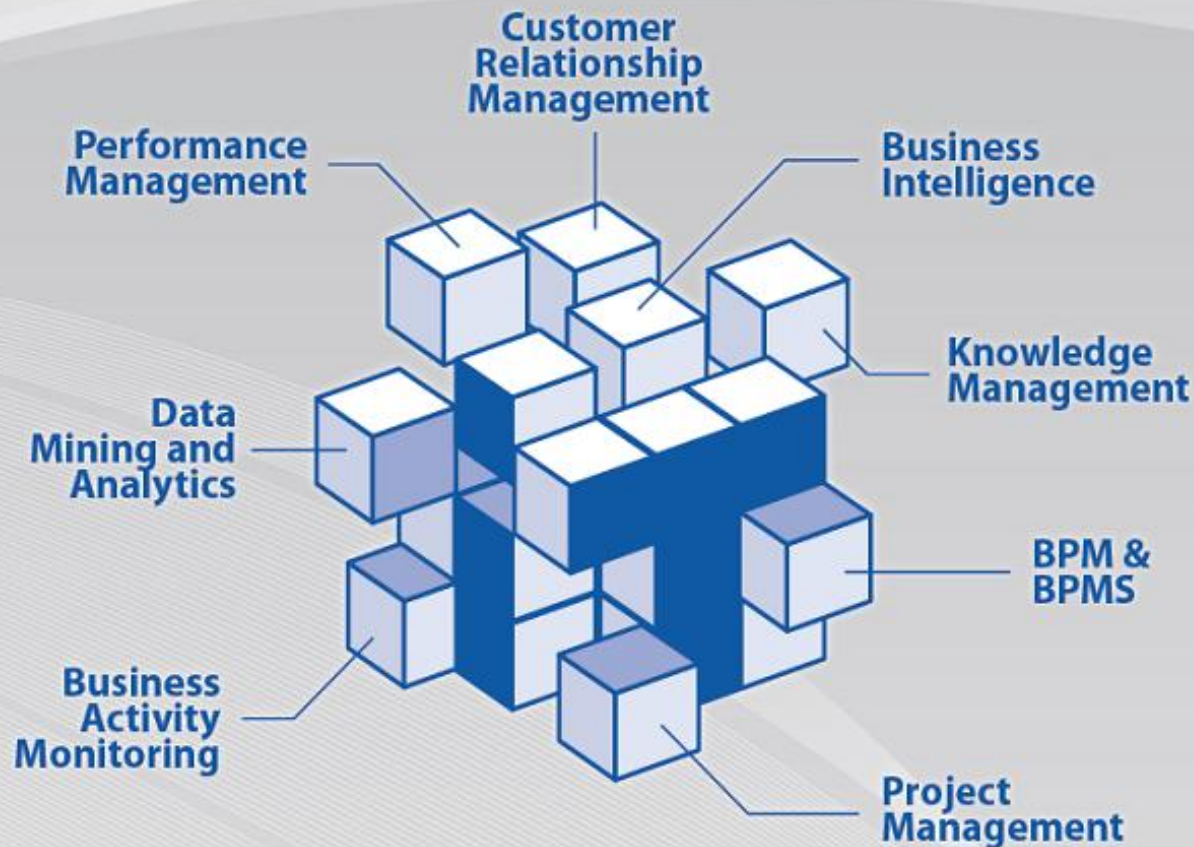 Customer
Relationship
Management
Performance
Management
Business
Intelligence
Knowledge
Management
Data
Mining and
Analytics
BPM &
BPMS
Business
Activity
Monitoring
Project
Management